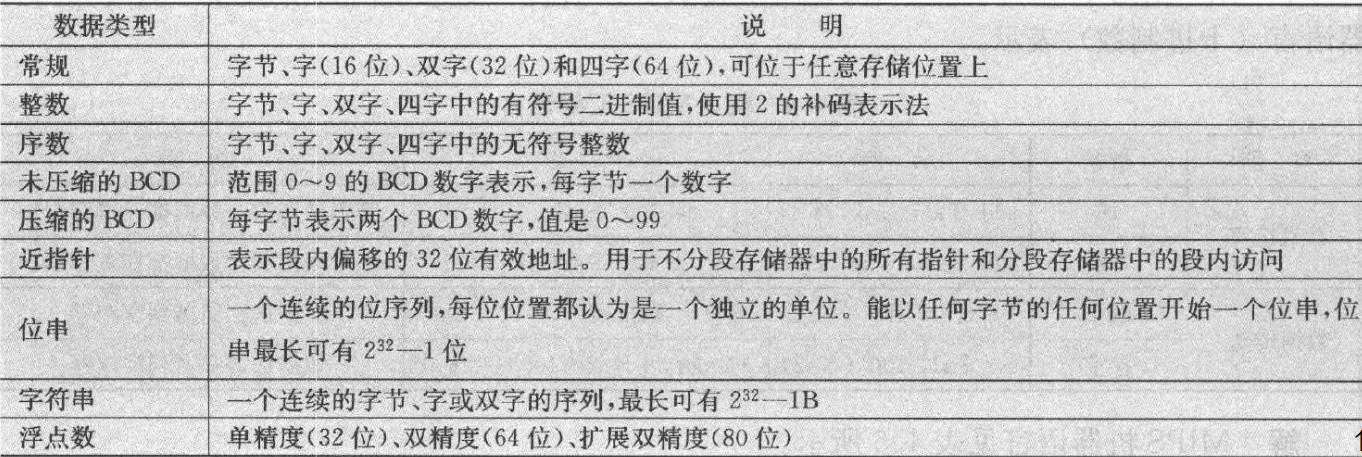 数据类型 说 明
常规 字节、字(16 位)、双字(32 位)和四字(64 位),可位于任意存储位置上
整数 字节、字、双字、四字中的有符号二进制值,使用 2 的补码表示法
序数 字节、字、双字、四字中的无符号整数
未压缩的 BCD 范围 0～9 的 BCD 数字表示,每字节一个数字
压缩的 BCD 每字节表示两个 BCD 数字,值是 0～99
近指针 表示段内偏移的 32 位有效地址。用于不分段存储器中的所有指针和分段存储器中的段内访问
位串 一个连续的位序列,每位位置都认为是一个独立的单位。能以任何字节的任何位置开始一个位串,位
串最长可有 2³²—1 位
字符串 一个连续的字节、字或双字的序列,最长可有 2³²—1B
浮点数 单精度(32 位)、双精度(64 位)、扩展双精度(80 位)